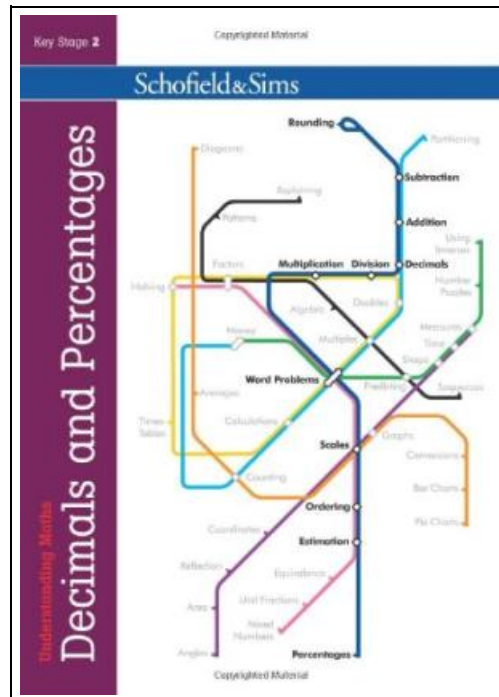 Key Stage 2
Copyrighted Material
Schofield&Sims
Understanding Maths
Decimals and Percentages
Rounding
Partitioning
Diagrams
Subtraction
Explaining
Patterns
Addition
Using Inverses
Factors
Multiplication
Division
Decimals
Halving
Number Puzzles
Algebra
Doubles
Money
Multiples
Measures
Time
Shape
Word Problems
Predicting
Sequences
Averages
Times Tables
Calculations
Graphs
Scales
Conversions
Counting
Bar Charts
Ordering
Pie Charts
Coordinates
Estimation
Reflection
Equivalence
Area
Unit Fractions
Mixed Numbers
Angles
Percentages
Copyrighted Material